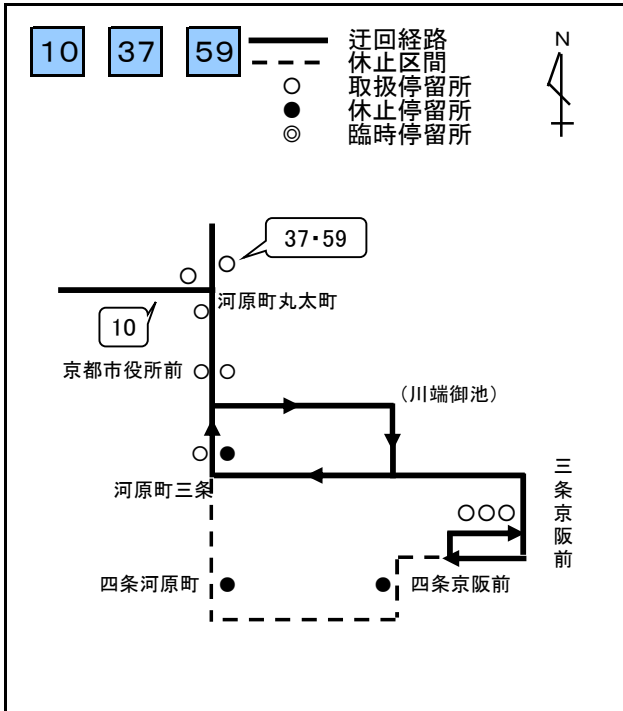 10 37 59
迂回経路
休止区間
取扱停留所
休止停留所
臨時停留所
N
37・59
河原町丸太町
10
京都市役所前
(川端御池)
河原町三条
三条京阪前
四条河原町
四条京阪前